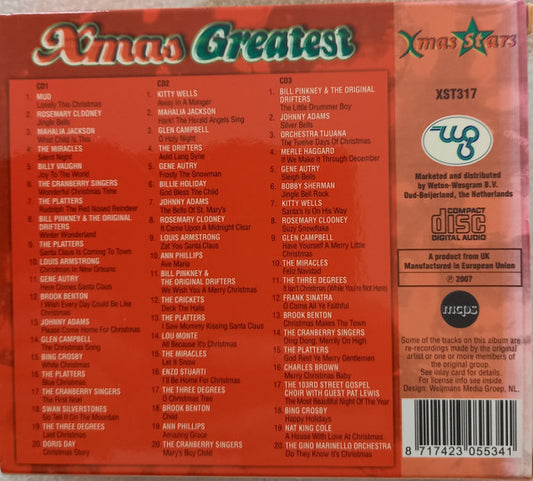 Xmas Greatest
Xmas Stars
CD1
1. MUD
Lonely This Christmas
2. ROSEMARY CLOONEY
Jingle Bells
3. MAHALIA JACKSON
What Child Is This
4. THE MIRACLES
Silent Night
5. BILLY VAUGHN
Joy To The World
6. THE CRANBERRY SINGERS
Wonderful Christmas Time
7. THE PLATTERS
Rudolph The Red Nosed Reindeer
8. BILL PINKNEY & THE ORIGINAL
DRIFTERS
Winter Wonderland
9. THE PLATTERS
Santa Claus Is Coming To Town
10. LOUIS ARMSTRONG
Christmas In New Orleans
11. GENE AUTRY
Here Comes Santa Claus
12. BROOK BENTON
I Wish Every Day Could Be Like
Christmas
13. JOHNNY ADAMS
Please Come Home For Christmas
14. GLEN CAMPBELL
The Christmas Song
15. BING CROSBY
White Christmas
16. THE PLATTERS
Blue Christmas
17. THE CRANBERRY SINGERS
The First Noel
18. SWAN SILVERSTONES
Go Tell It On The Mountain
19. THE THREE DEGREES
Last Christmas
20. DORIS DAY
Christmas Story
CD2
1. KITTY WELLS
Away In A Manger
2. MAHALIA JACKSON
Hark! The Herald Angels Sing
3. GLEN CAMPBELL
O Holy Night
4. THE DRIFTERS
Auld Lang Syne
5. GENE AUTRY
Frosty The Snowman
6. BILLIE HOLIDAY
God Bless The Child
7. JOHNNY ADAMS
The Bells Of St. Mary's
8. ROSEMARY CLOONEY
It Came Upon A Midnight Clear
9. LOUIS ARMSTRONG
Zat You Santa Claus
10. ANN PHILLIPS
Ave Maria
11. BILL PINKNEY &
THE ORIGINAL DRIFTERS
We Wish You A Merry Christmas
12. THE CRICKETS
Deck The Halls
13. THE PLATTERS
I Saw Mommy Kissing Santa Claus
14. LOU MONTE
All Because It's Christmas
15. THE MIRACLES
Let It Snow
16. ENZO STUARTI
I'll Be Home For Christmas
17. THE THREE DEGREES
O Christmas Tree
18. BROOK BENTON
Child
19. ANN PHILLIPS
Amazing Grace
20. THE CRANBERRY SINGERS
Mary's Boy Child
CD3
1. BILL PINKNEY & THE ORIGINAL
DRIFTERS
The Little Drummer Boy
2. JOHNNY ADAMS
Silver Bells
3. ORCHESTRA TIJUANA
The Twelve Days Of Christmas
4. MERLE HAGGARD
If We Make It Through December
5. GENE AUTRY
Sleigh Bells
6. BOBBY SHERMAN
Jingle Bell Rock
7. KITTY WELLS
Santa's Is On His Way
8. ROSEMARY CLOONEY
Suzy Snowflake
9. GLEN CAMPBELL
Have Yourself A Merry Little
Christmas
10. THE MIRACLES
Feliz Navidad
11. THE THREE DEGREES
It Isn't Christmas (While You're Not Here)
12. FRANK SINATRA
O Come All Ye Faithful
13. BROOK BENTON
Christmas Makes The Town
14. THE CRANBERRY SINGERS
Ding Dong, Merrily On High
15. THE PLATTERS
God Rest Ye Merry Gentlemen
16. CHARLES BROWN
Merry Christmas Baby
17. THE 103RD STREET GOSPEL
CHOIR WITH GUEST PAT LEWIS
The Most Beautiful Night Of The Year
18. BING CROSBY
Happy Holidays
19. NAT KING COLE
A House With Love At Christmas
20. THE GINO MARINELLO ORCHESTRA
Do They Know It's Christmas
XST317
Marketed and distributed
by Weton-Wesgram B.V.
Oud-Beijerland, the Netherlands
COMPACT
disc
DIGITAL AUDIO
A product from UK
Manufactured in European Union
℗ 2007
mcps
Some of the tracks on this album are
re-recordings made by the original
artist or one or more members of
the original group.
See inlay card for details.
For license info see inside.
Design: Weijmans Media Groep, NL.
8 717423 055341